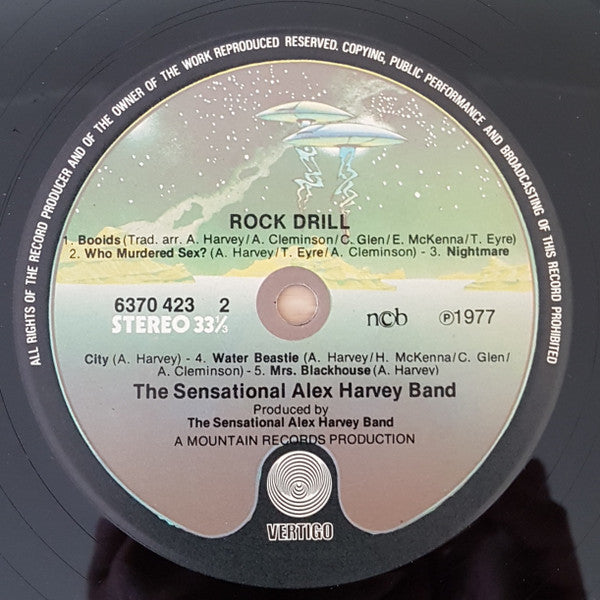 ALL RIGHTS OF THE RECORD PRODUCER AND OF THE OWNER OF THE WORK REPRODUCED RESERVED. COPYING, PUBLIC PERFORMANCE AND BROADCASTING OF THIS RECORD PROHIBITED
ROCK DRILL
1. Booids (Trad. arr. A. Harvey/A. Cleminson/C. Glen/E. McKenna/T. Eyre)
2. Who Murdered Sex? (A. Harvey/T. Eyre/A. Cleminson) - 3. Nightmare
6370 423 2
STEREO 33⅓
ncb
Ⓟ1977
City (A. Harvey) - 4. Water Beastie (A. Harvey/H. McKenna/C. Glen/
A. Cleminson) - 5. Mrs. Blackhouse (A. Harvey)
The Sensational Alex Harvey Band
Produced by
The Sensational Alex Harvey Band
A MOUNTAIN RECORDS PRODUCTION
VERTIGO